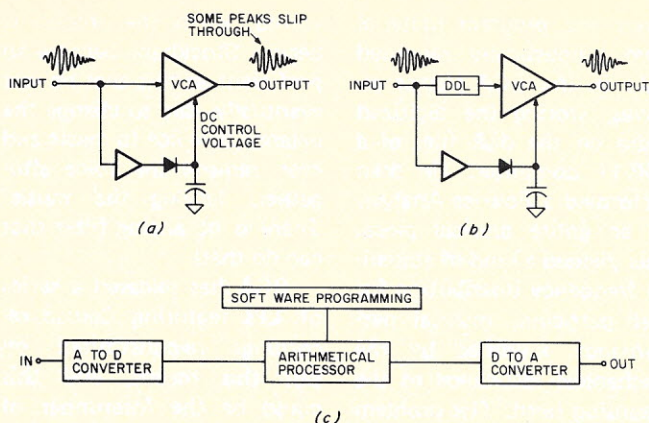 SOME PEAKS SLIP
THROUGH
INPUT
VCA
OUTPUT
DC
CONTROL
VOLTAGE
(a)
INPUT
DDL
VCA
OUTPUT
(b)
SOFT WARE PROGRAMMING
IN
A TO D
CONVERTER
ARITHMETICAL
PROCESSOR
D TO A
CONVERTER
OUT
(c)